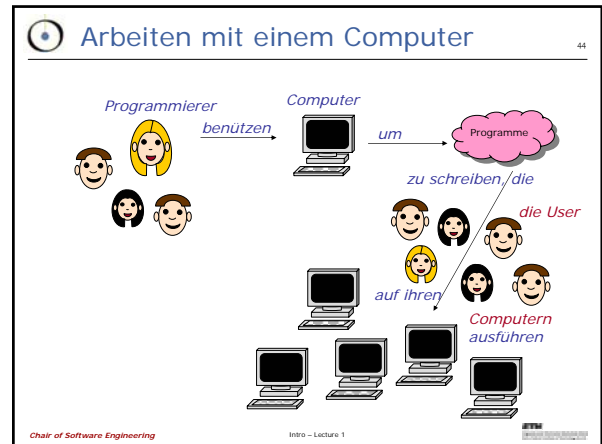 Arbeiten mit einem Computer
44
Programmierer
benützen
Computer
um
Programme
zu schreiben, die
die User
auf ihren
Computern
ausführen
Chair of Software Engineering
Intro – Lecture 1
ETH